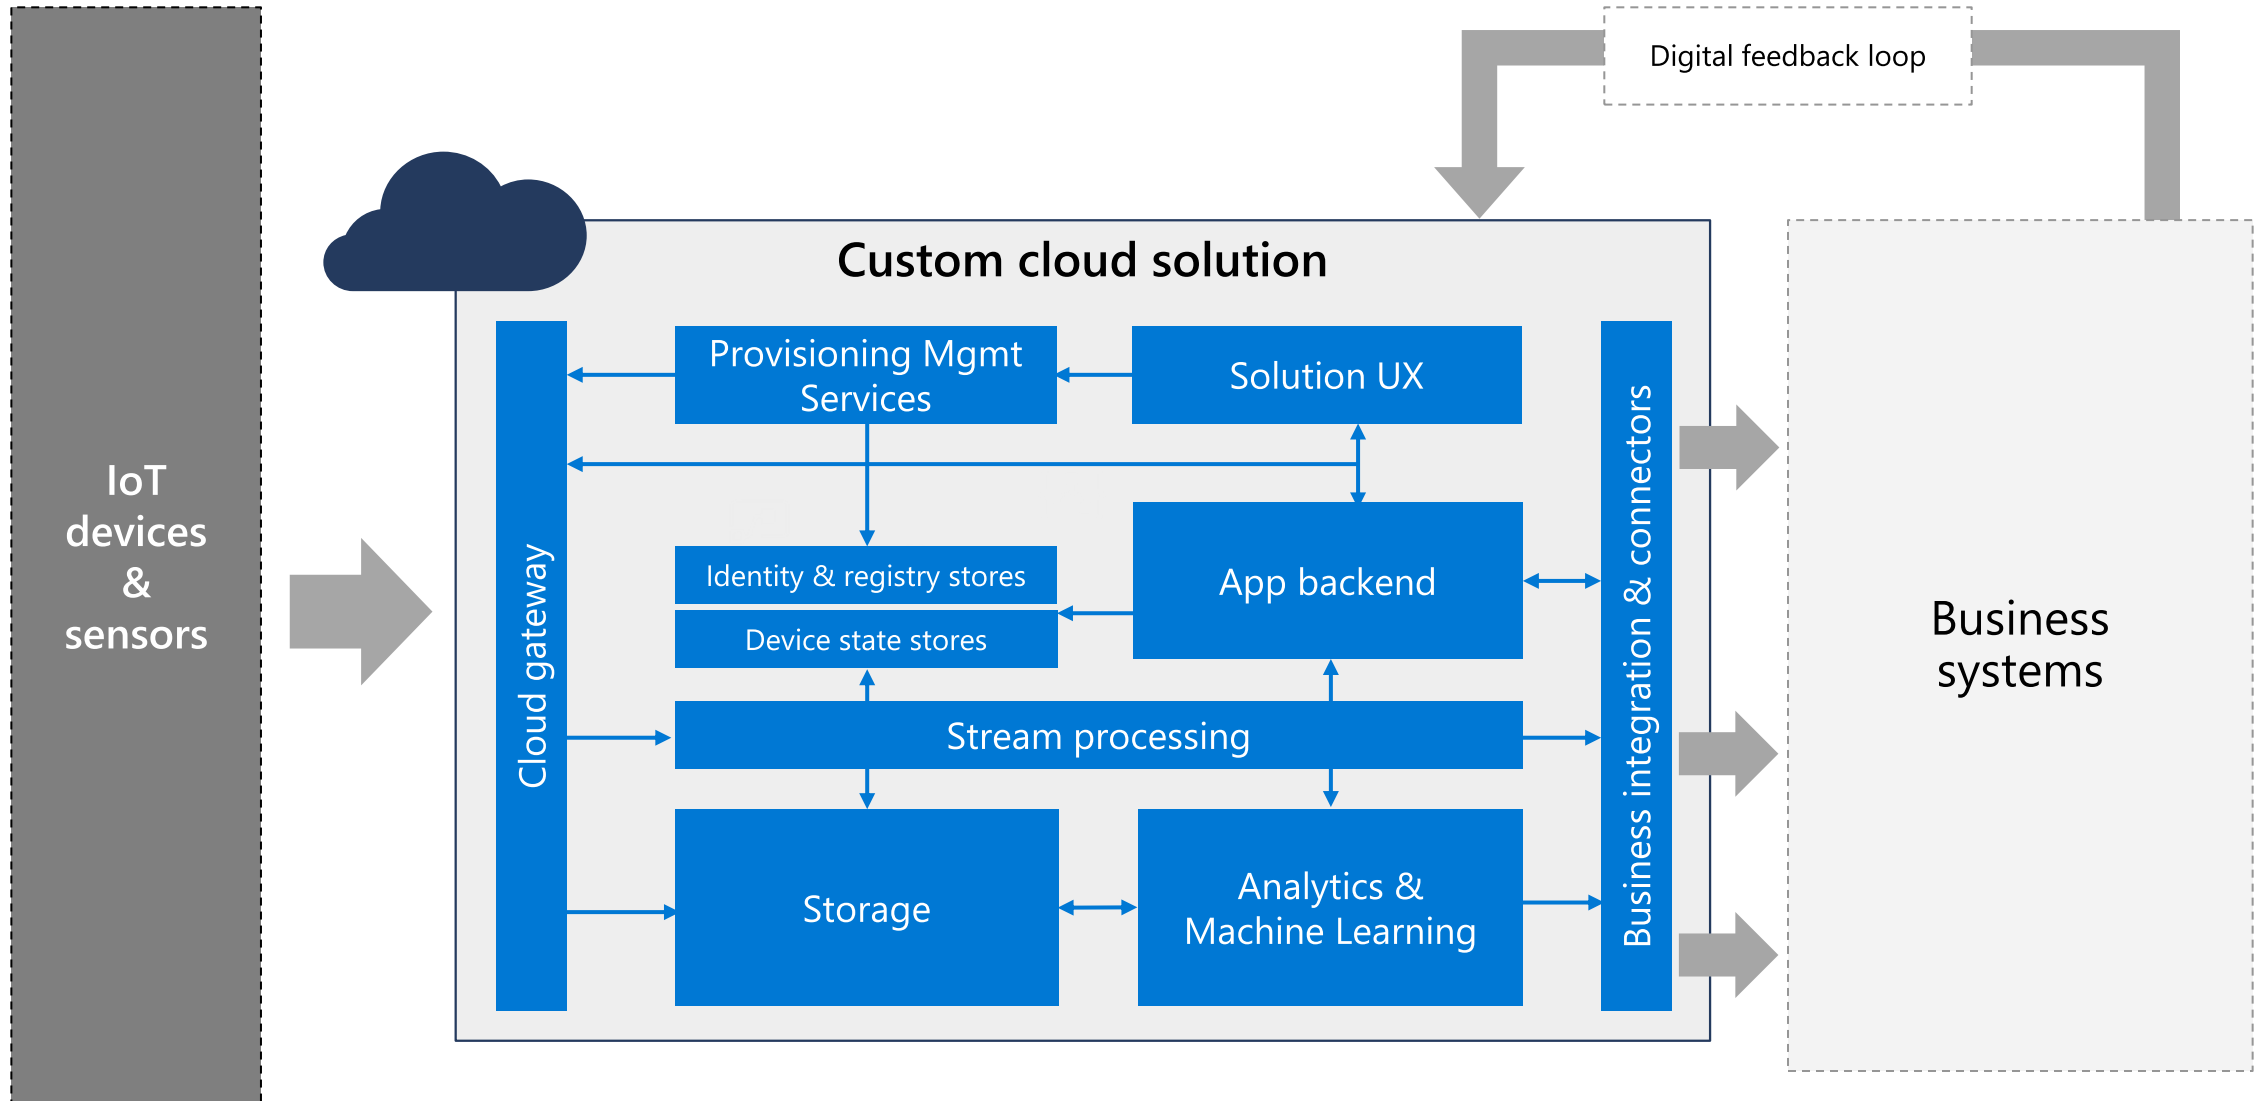 Digital feedback loop
Custom cloud solution
IoT
devices
&
sensors
Cloud gateway
Provisioning Mgmt
Services
Solution UX
Identity & registry stores
Device state stores
App backend
Stream processing
Storage
Analytics &
Machine Learning
Business integration & connectors
Business
systems